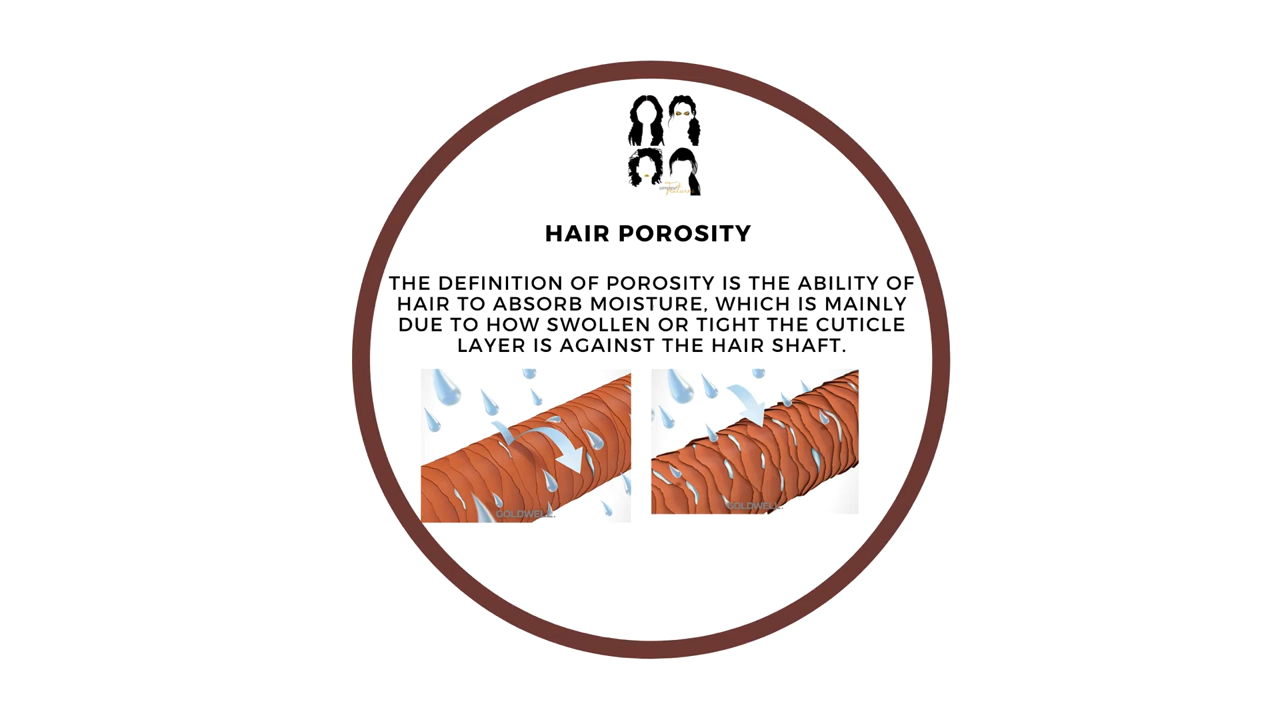 HAIR POROSITY
THE DEFINITION OF POROSITY IS THE ABILITY OF
HAIR TO ABSORB MOISTURE, WHICH IS MAINLY
DUE TO HOW SWOLLEN OR TIGHT THE CUTICLE
LAYER IS AGAINST THE HAIR SHAFT.
GOLDWELL.
GOLDWELL.